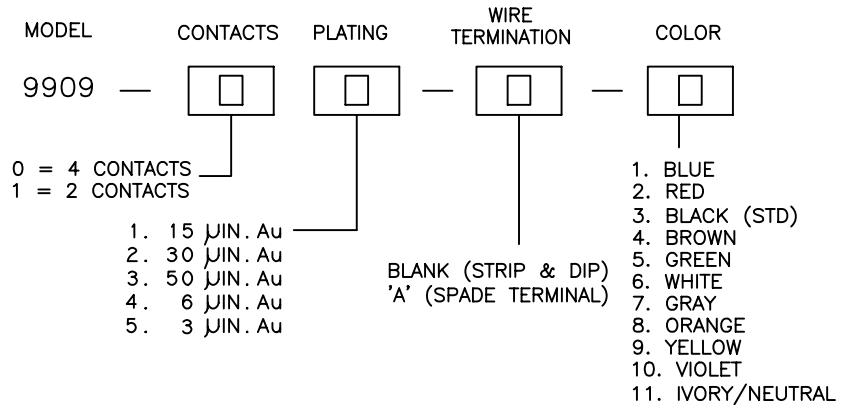 MODEL CONTACTS PLATING WIRE TERMINATION COLOR
9909 — — —
0 = 4 CONTACTS
1 = 2 CONTACTS
1. 15 µIN. Au
2. 30 µIN. Au
3. 50 µIN. Au
4. 6 µIN. Au
5. 3 µIN. Au
BLANK (STRIP & DIP)
'A' (SPADE TERMINAL)
1. BLUE
2. RED
3. BLACK (STD)
4. BROWN
5. GREEN
6. WHITE
7. GRAY
8. ORANGE
9. YELLOW
10. VIOLET
11. IVORY/NEUTRAL